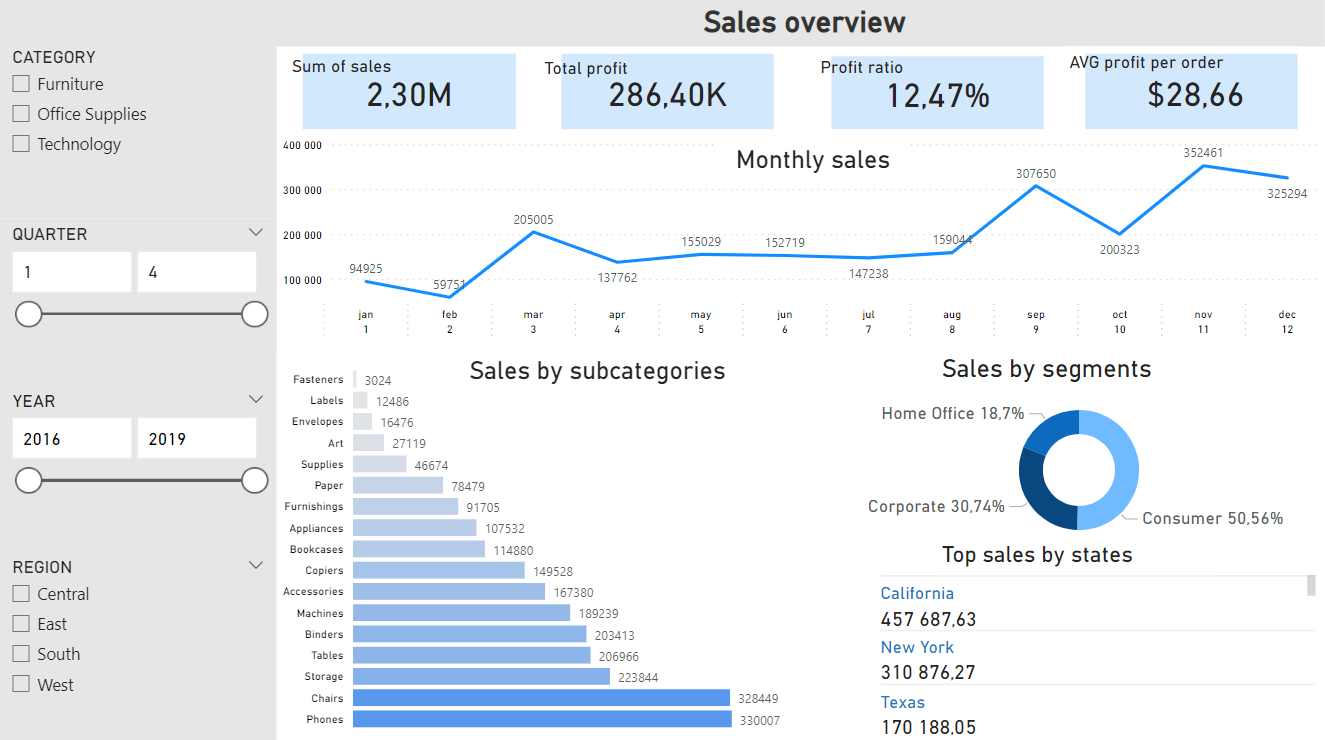 Sales overview
CATEGORY
Furniture
Office Supplies
Technology
QUARTER
1 4
YEAR
2016 2019
REGION
Central
East
South
West
Sum of sales
2,30M
Total profit
286,40K
Profit ratio
12,47%
AVG profit per order
$28,66
Monthly sales
400 000
300 000
200 000
100 000
94925
59751
205005
137762
155029
152719
147238
159044
307650
200323
352461
325294
jan feb mar apr may jun jul aug sep oct nov dec
1 2 3 4 5 6 7 8 9 10 11 12
Sales by subcategories
Fasteners 3024
Labels 12486
Envelopes 16476
Art 27119
Supplies 46674
Paper 78479
Furnishings 91705
Appliances 107532
Bookcases 114880
Copiers 149528
Accessories 167380
Machines 189239
Binders 203413
Tables 206966
Storage 223844
Chairs 328449
Phones 330007
Sales by segments
Home Office 18,7%
Corporate 30,74%
Consumer 50,56%
Top sales by states
California
457 687,63
New York
310 876,27
Texas
170 188,05